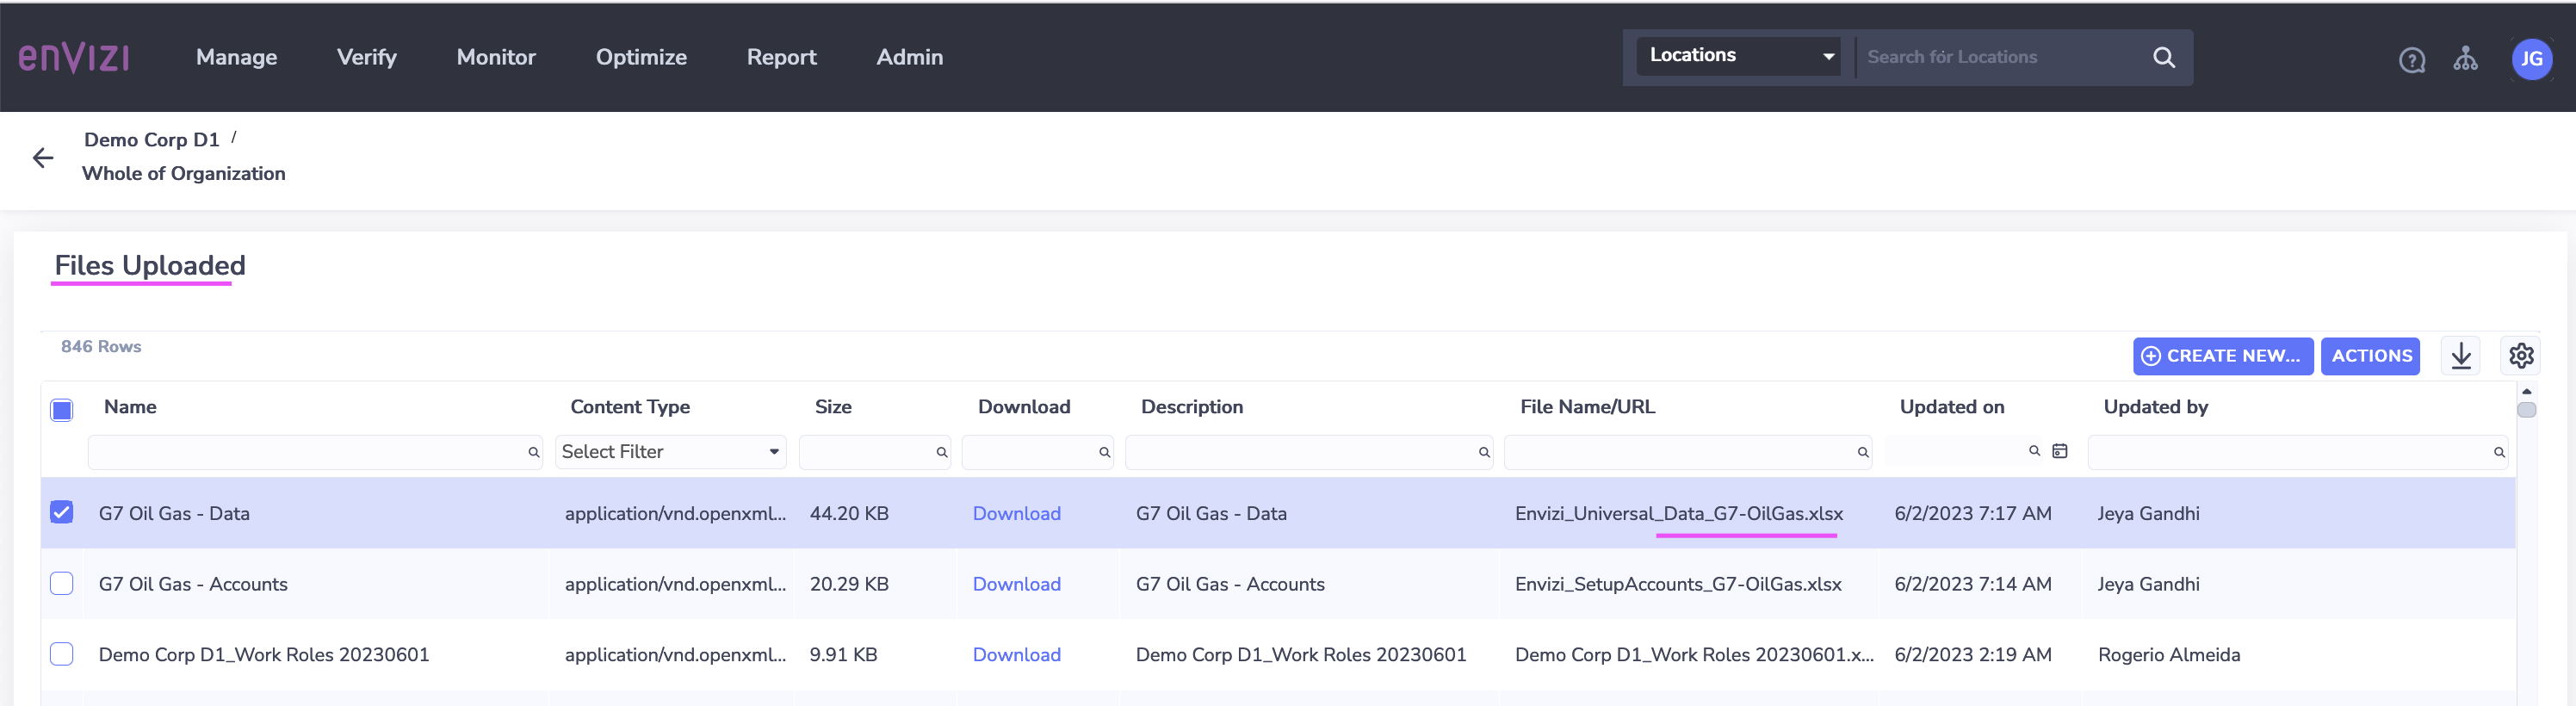 enVIZI Manage Verify Monitor Optimize Report Admin Locations Search for Locations ? JG
Demo Corp D1 /
Whole of Organization
Files Uploaded
846 Rows
CREATE NEW... ACTIONS
Name Content Type Size Download Description File Name/URL Updated on Updated by
Select Filter
G7 Oil Gas - Data application/vnd.openxml... 44.20 KB Download G7 Oil Gas - Data Envizi_Universal_Data_G7-OilGas.xlsx 6/2/2023 7:17 AM Jeya Gandhi
G7 Oil Gas - Accounts application/vnd.openxml... 20.29 KB Download G7 Oil Gas - Accounts Envizi_SetupAccounts_G7-OilGas.xlsx 6/2/2023 7:14 AM Jeya Gandhi
Demo Corp D1_Work Roles 20230601 application/vnd.openxml... 9.91 KB Download Demo Corp D1_Work Roles 20230601 Demo Corp D1_Work Roles 20230601.x... 6/2/2023 2:19 AM Rogerio Almeida